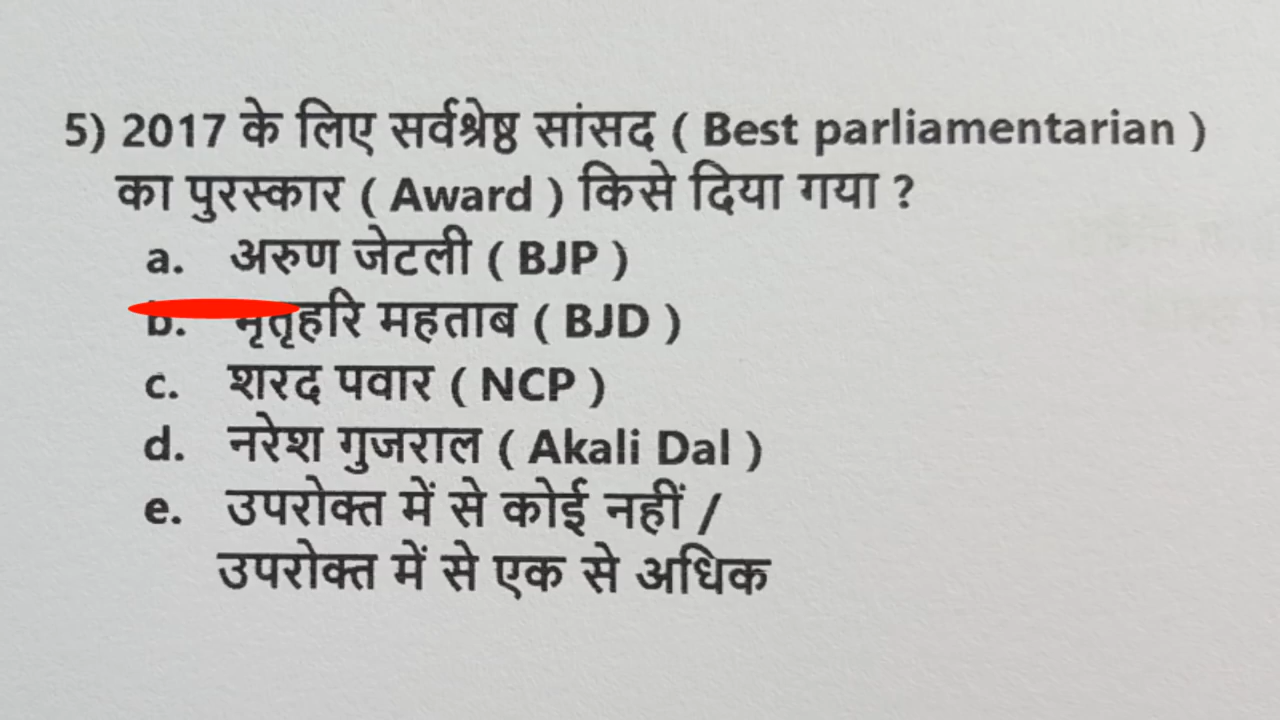 5) 2017 के लिए सर्वश्रेष्ठ सांसद ( Best parliamentarian )
का पुरस्कार ( Award ) किसे दिया गया ?
a. अरुण जेटली ( BJP )
b. महताब ( BJD )
c. शरद पवार ( NCP )
d. नरेश गुजराल ( Akali Dal )
e. उपरोक्त में से कोई नहीं /
उपरोक्त में से एक से अधिक